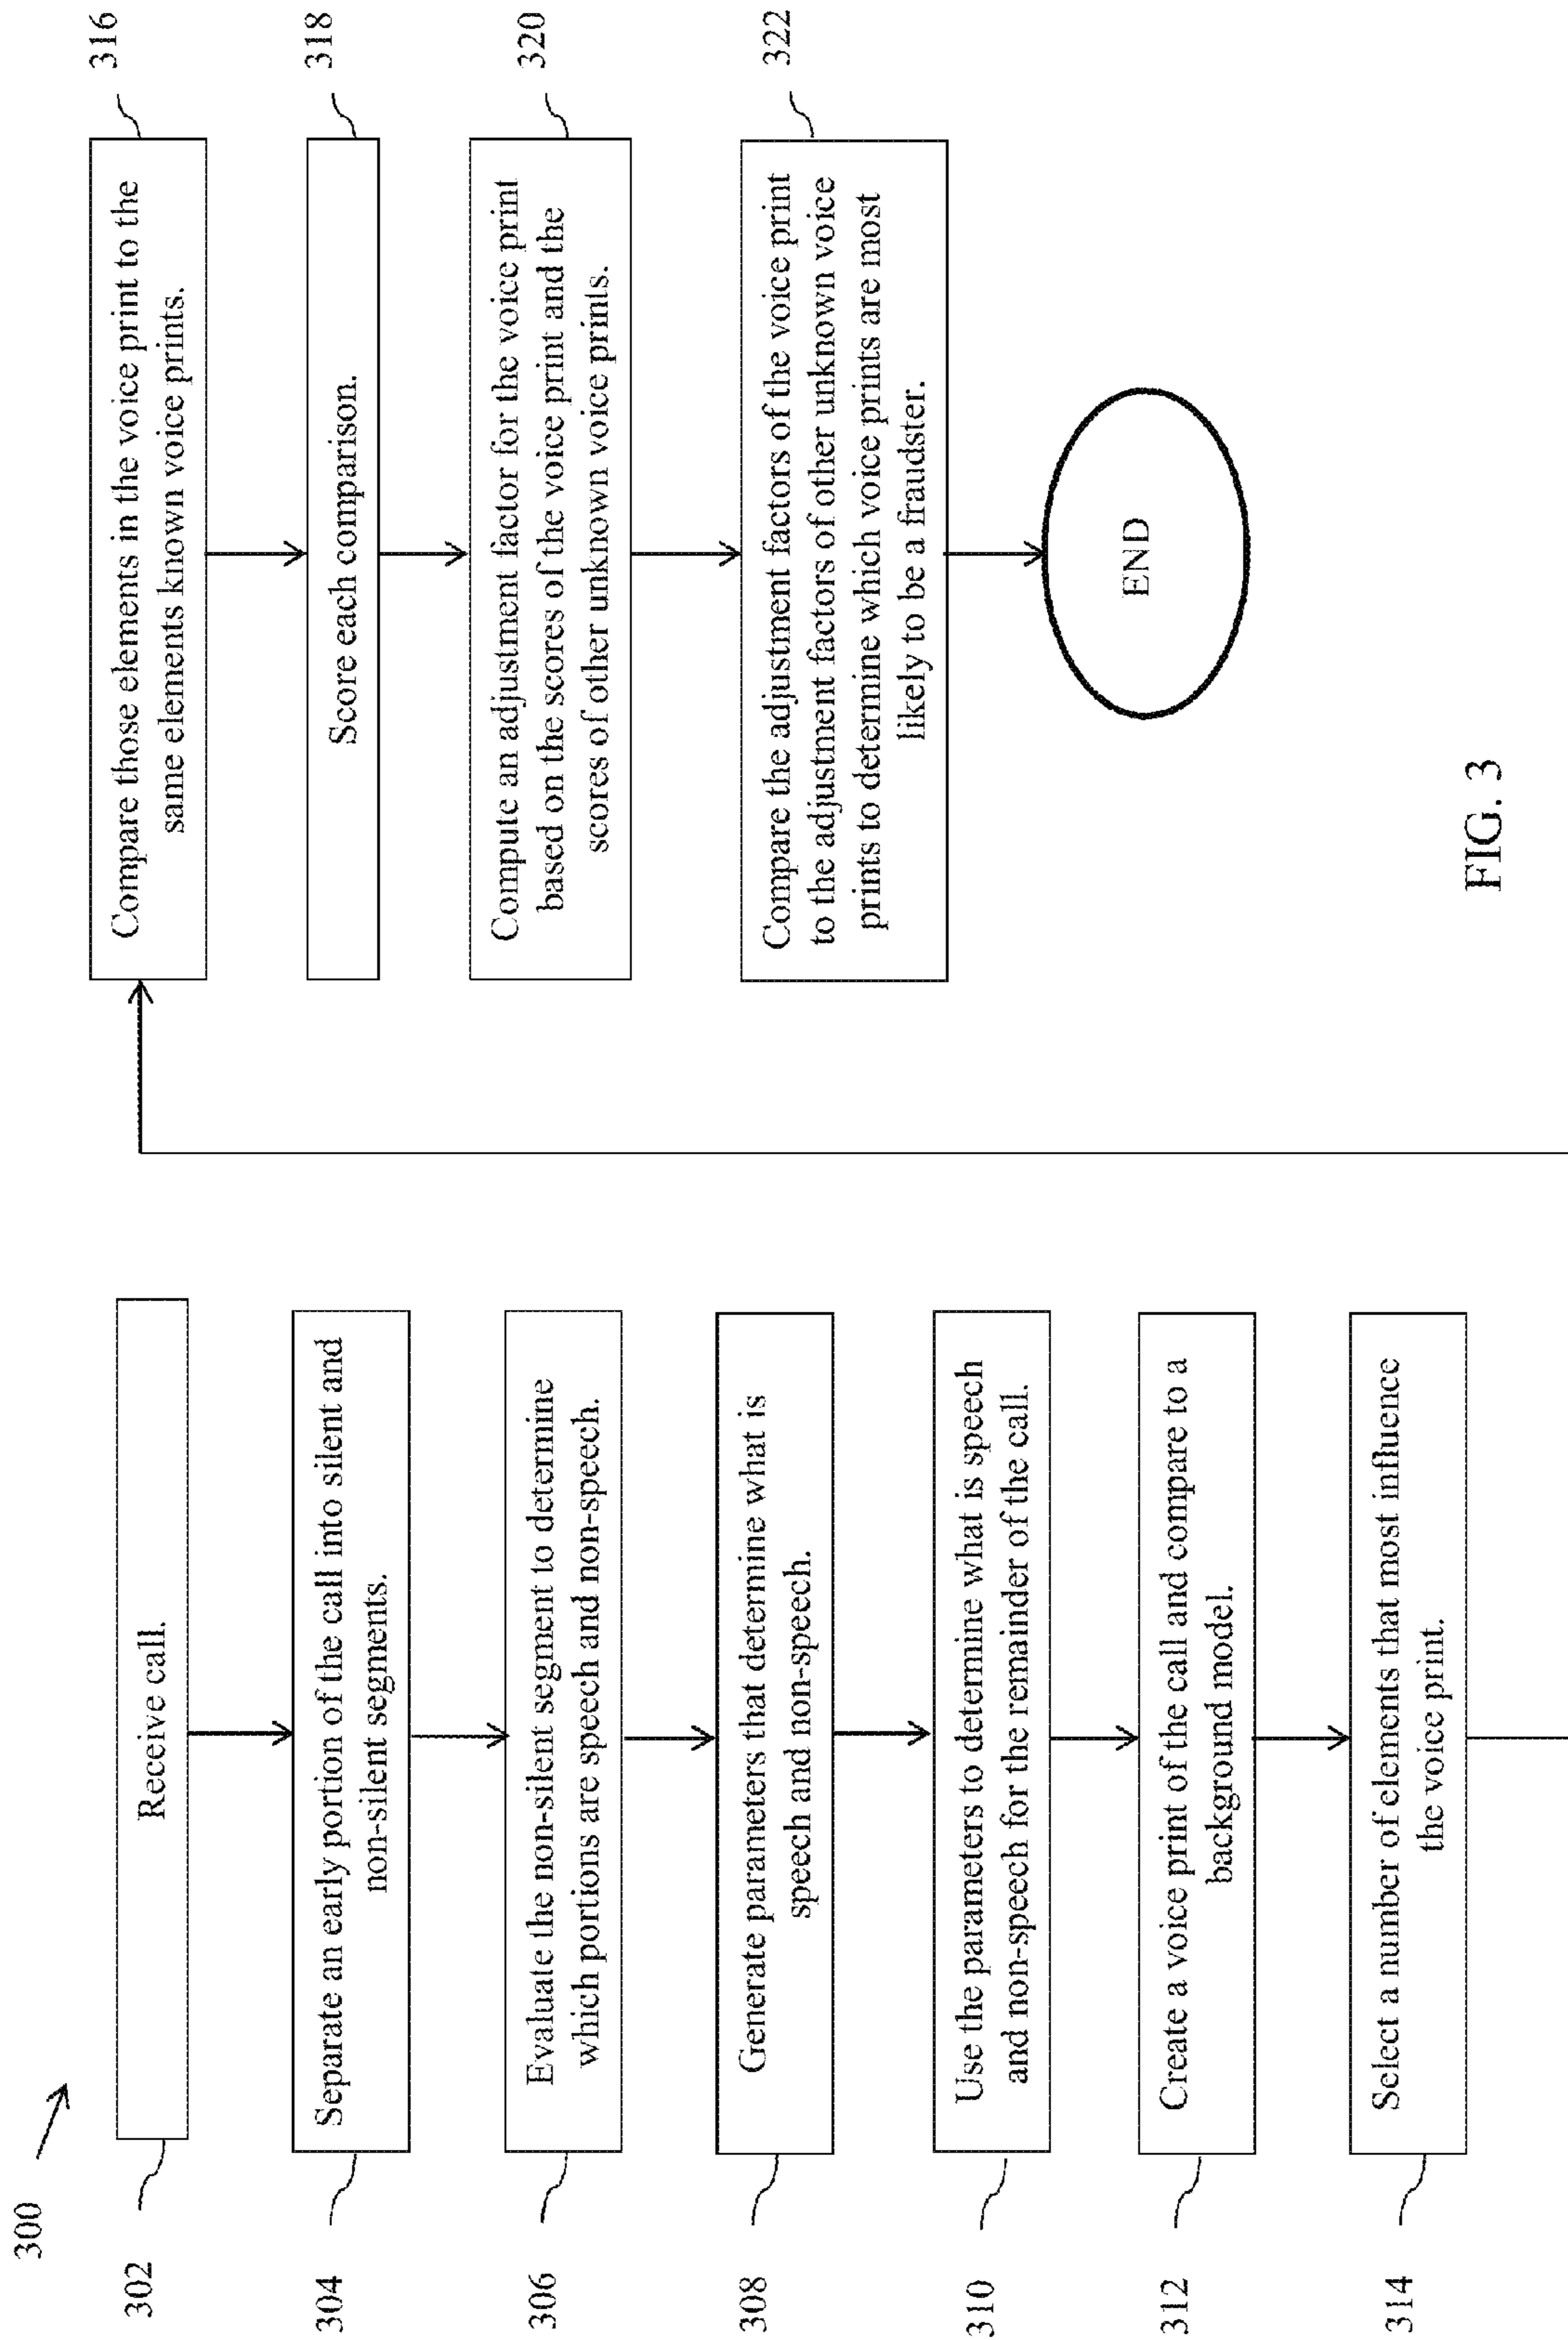 300
302
Receive call.
304
Separate an early portion of the call into silent and
non-silent segments.
306
Evaluate the non-silent segment to determine
which portions are speech and non-speech.
308
Generate parameters that determine what is
speech and non-speech.
310
Use the parameters to determine what is speech
and non-speech for the remainder of the call.
312
Create a voice print of the call and compare to a
background model.
314
Select a number of elements that most influence
the voice print.
316
Compare those elements in the voice print to the
same elements known voice prints.
318
Score each comparison.
320
Compute an adjustment factor for the voice print
based on the scores of the voice print and the
scores of other unknown voice prints.
322
Compare the adjustment factors of the voice print
to the adjustment factors of other unknown voice
prints to determine which voice prints are most
likely to be a fraudster.
END
FIG. 3